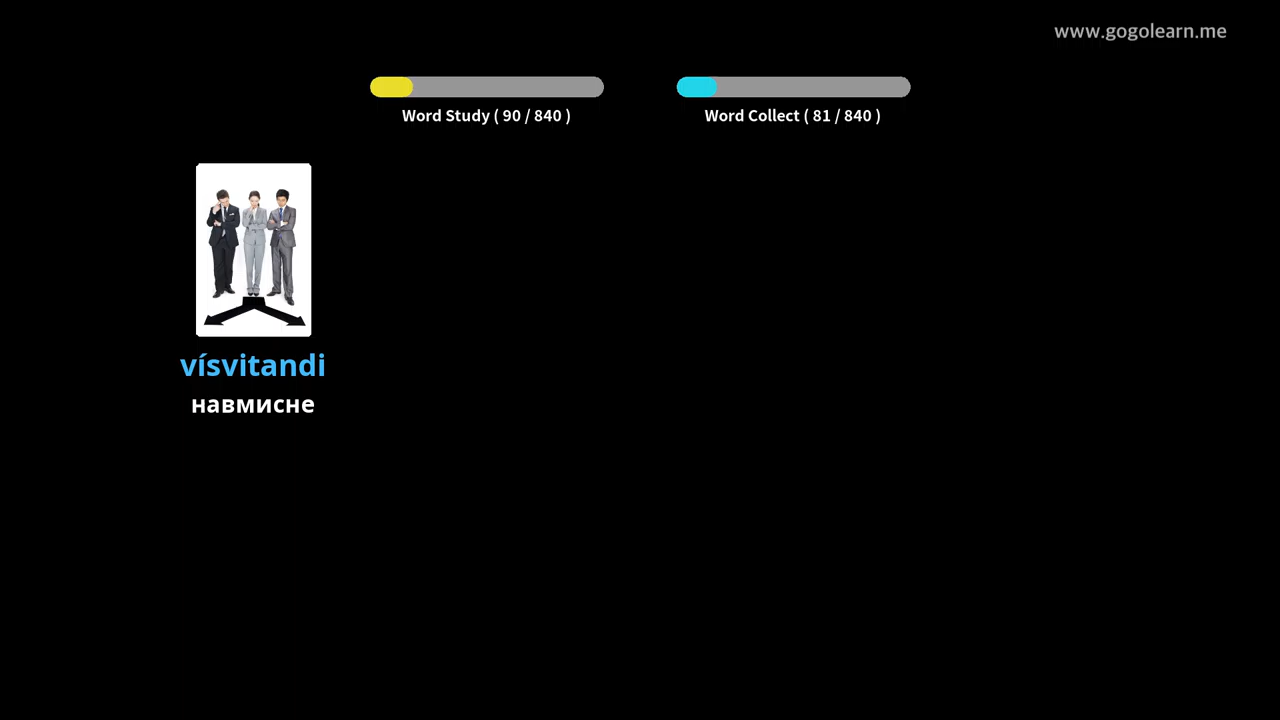 www.gogolearn.me
Word Study ( 90 / 840 )
Word Collect ( 81 / 840 )
vísvitandi
навмисне